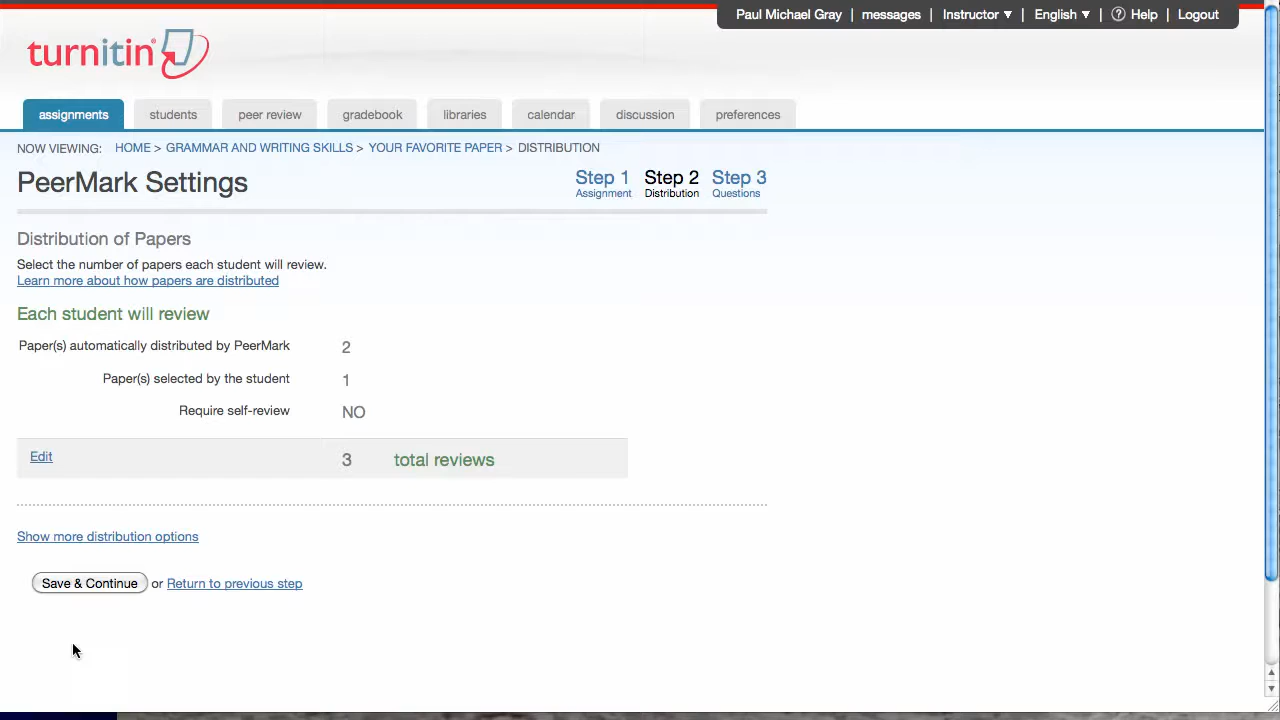 Paul Michael Gray | messages | Instructor ▼ | English ▼ | ? Help | Logout
turnitin
assignments students peer review gradebook libraries calendar discussion preferences
NOW VIEWING: HOME > GRAMMAR AND WRITING SKILLS > YOUR FAVORITE PAPER > DISTRIBUTION
PeerMark Settings
Step 1 Step 2 Step 3
Assignment Distribution Questions
Distribution of Papers
Select the number of papers each student will review.
Learn more about how papers are distributed
Each student will review
Paper(s) automatically distributed by PeerMark 2
Paper(s) selected by the student 1
Require self-review NO
Edit 3 total reviews
Show more distribution options
Save & Continue or Return to previous step